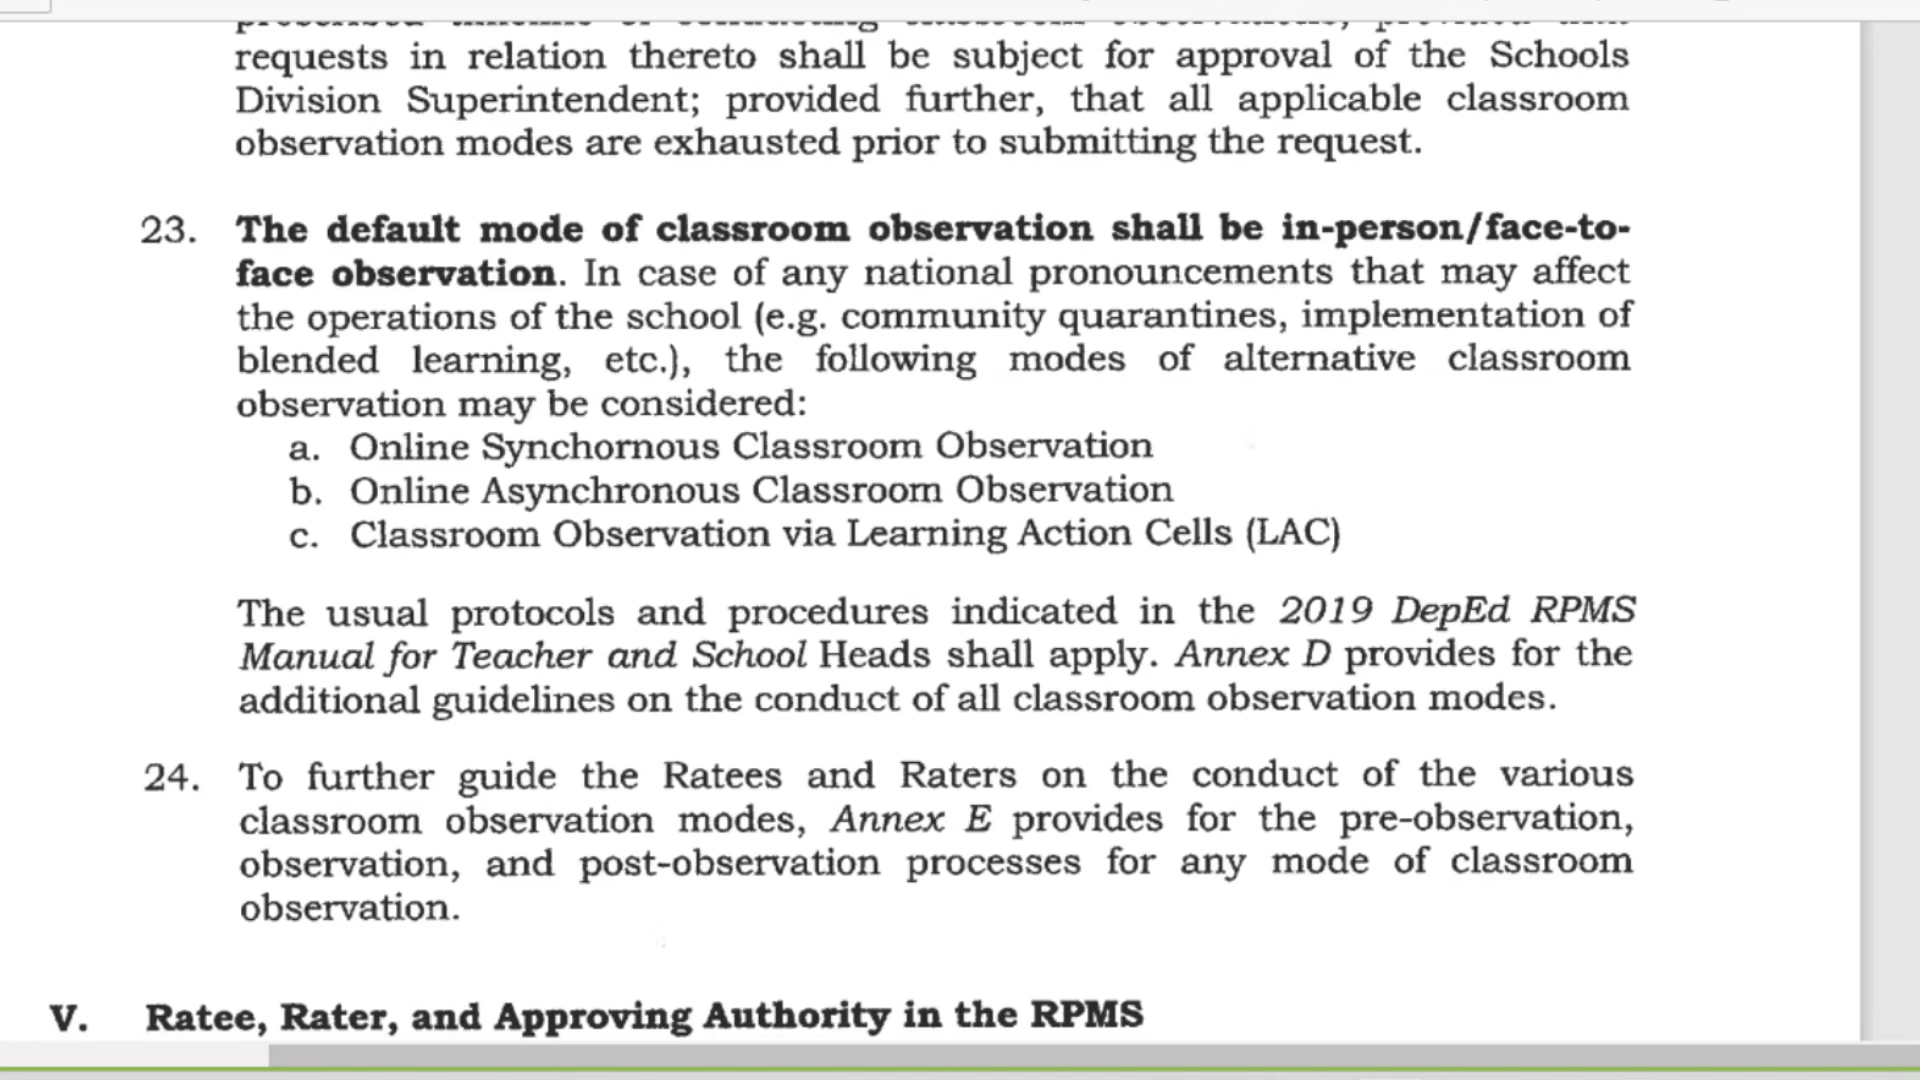 requests in relation thereto shall be subject for approval of the Schools
Division Superintendent; provided further, that all applicable classroom
observation modes are exhausted prior to submitting the request.
23. The default mode of classroom observation shall be in-person/face-to-
face observation. In case of any national pronouncements that may affect
the operations of the school (e.g. community quarantines, implementation of
blended learning, etc.), the following modes of alternative classroom
observation may be considered:
a. Online Synchornous Classroom Observation
b. Online Asynchronous Classroom Observation
c. Classroom Observation via Learning Action Cells (LAC)
The usual protocols and procedures indicated in the 2019 DepEd RPMS
Manual for Teacher and School Heads shall apply. Annex D provides for the
additional guidelines on the conduct of all classroom observation modes.
24. To further guide the Ratees and Raters on the conduct of the various
classroom observation modes, Annex E provides for the pre-observation,
observation, and post-observation processes for any mode of classroom
observation.
V. Ratee, Rater, and Approving Authority in the RPMS